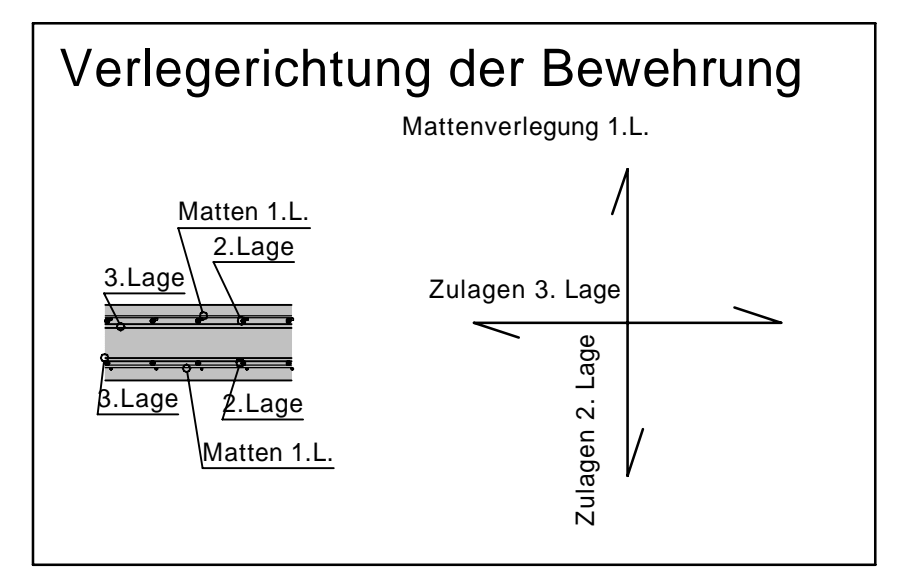 Verlegerichtung der Bewehrung
Mattenverlegung 1.L.
Matten 1.L.
2.Lage
3.Lage
Zulagen 3. Lage
Zulagen 2. Lage
3.Lage
2.Lage
Matten 1.L.